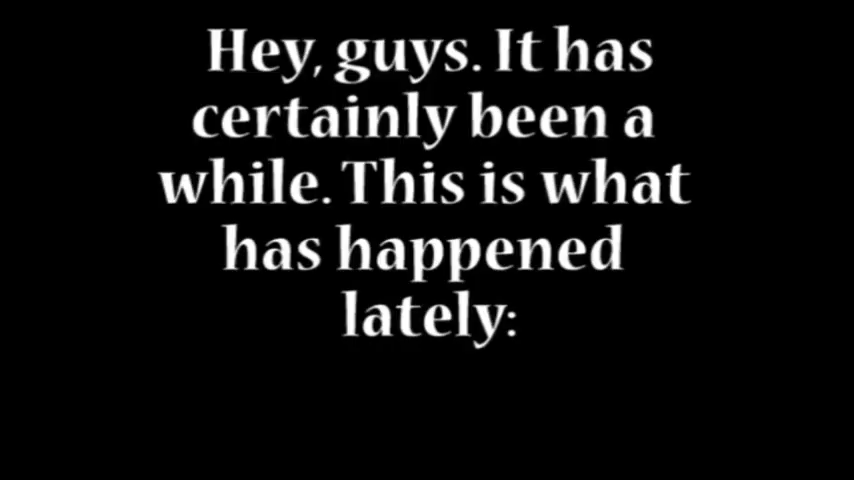 Hey, guys. It has
certainly been a
while. This is what
has happened
lately: